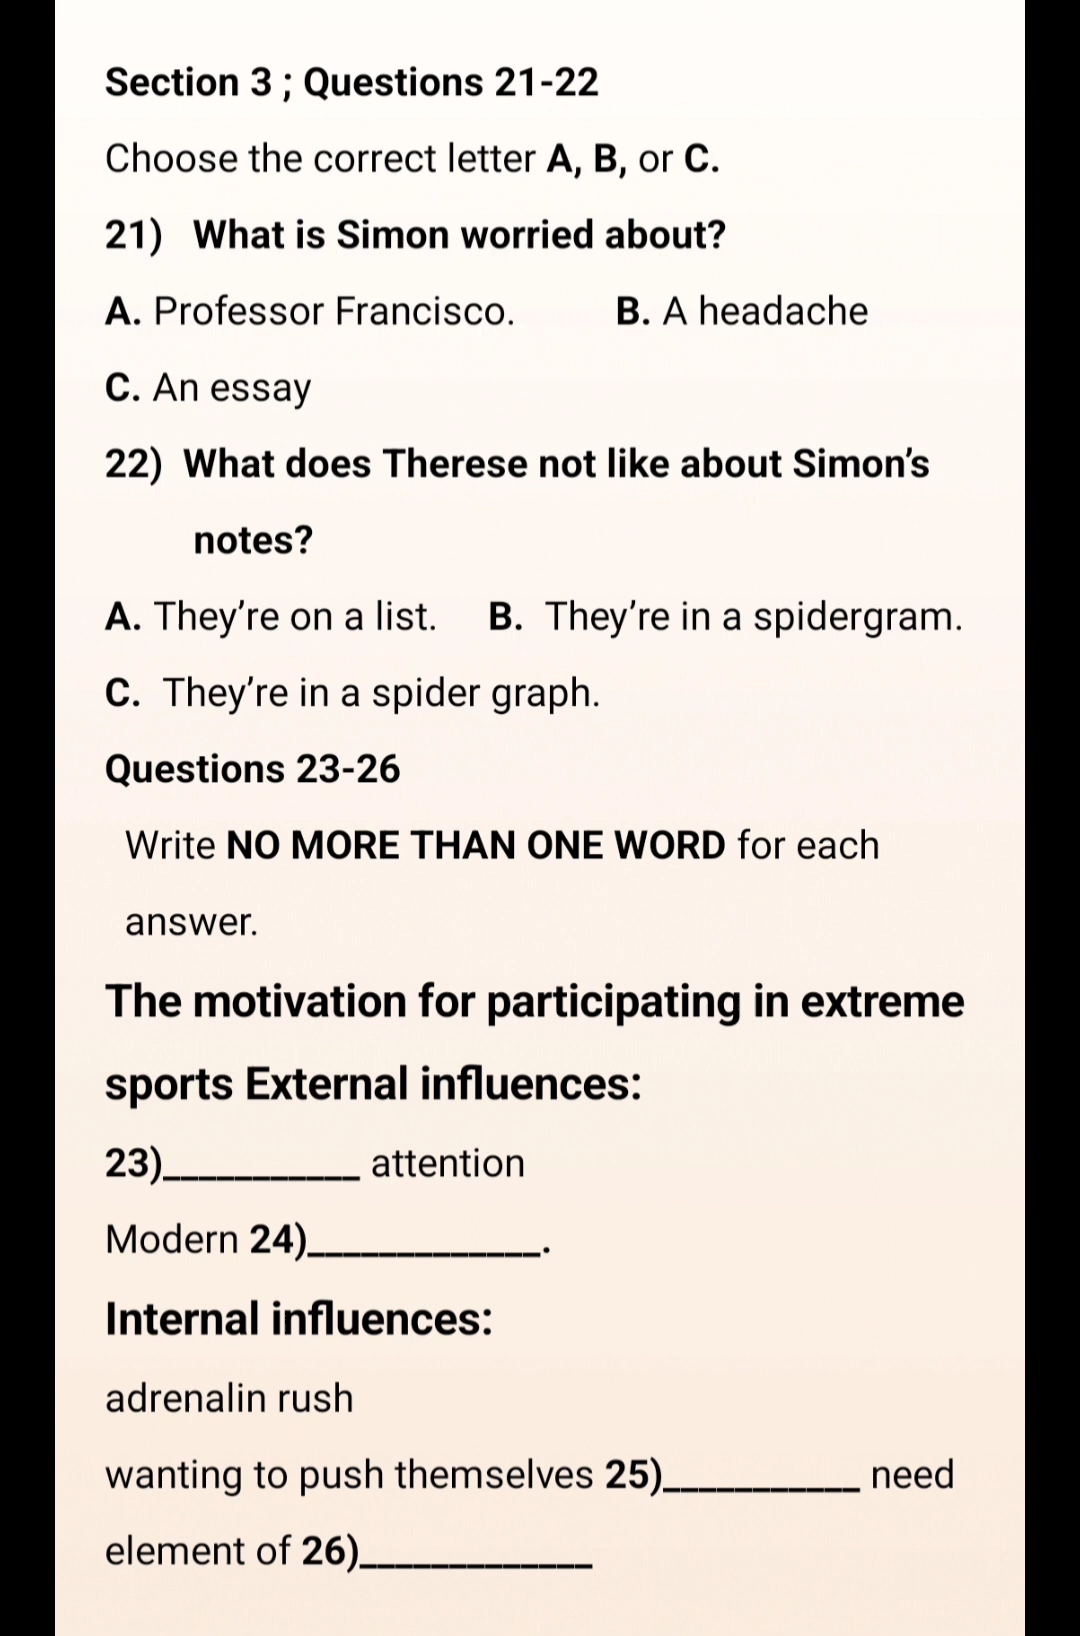 Section 3 ; Questions 21-22
Choose the correct letter A, B, or C.
21) What is Simon worried about?
A. Professor Francisco. B. A headache
C. An essay
22) What does Therese not like about Simon’s
notes?
A. They’re on a list. B. They’re in a spidergram.
C. They’re in a spider graph.
Questions 23-26
Write NO MORE THAN ONE WORD for each
answer.
The motivation for participating in extreme
sports External influences:
23)___________ attention
Modern 24)_____________.
Internal influences:
adrenalin rush
wanting to push themselves 25)___________ need
element of 26)_____________